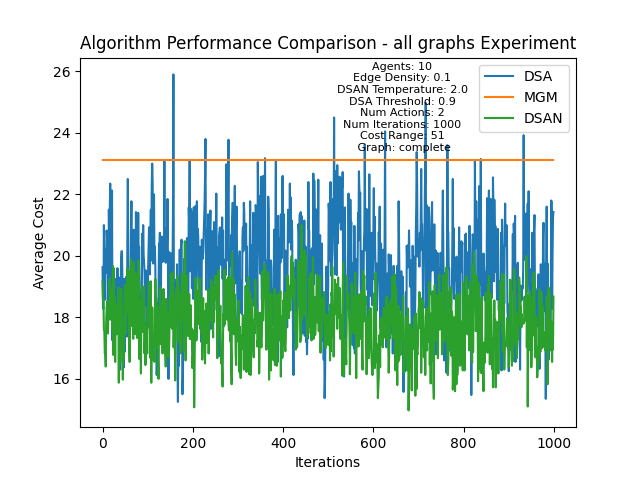 Algorithm Performance Comparison - all graphs Experiment
Agents: 10
Edge Density: 0.1
DSAN Temperature: 2.0
DSA Threshold: 0.9
Num Actions: 2
Num Iterations: 1000
Cost Range: 51
Graph: complete
DSA
MGM
DSAN
Average Cost
26
24
22
20
18
16
0
200
400
600
800
1000
Iterations